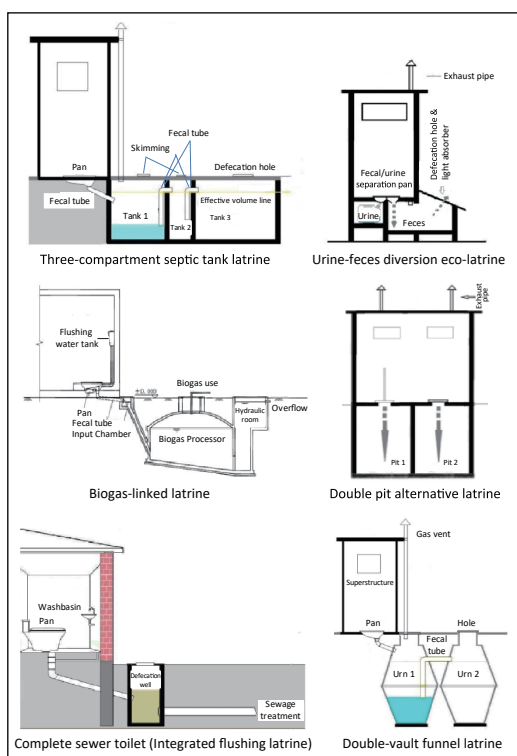 Skimming
Fecal tube
Pan
Defecation hole
Fecal tube
Effective volume line
Tank 1
Tank 2
Tank 3
Three-compartment septic tank latrine
Exhaust pipe
Defecation hole &
light absorber
Fecal/urine
separation pan
Urine
Feces
Urine-feces diversion eco-latrine
Flushing
water tank
±0.000
Biogas use
Pan
Fecal tube
Input Chamber
Hydraulic
room
Overflow
Biogas Processor
Biogas-linked latrine
Exhaust
pipe
Pit 1
Pit 2
Double pit alternative latrine
Washbasin
Pan
Defecation
well
Sewage
treatment
Complete sewer toilet (Integrated flushing latrine)
Gas vent
Superstructure
Pan
Hole
Fecal
tube
Urn 1
Urn 2
Double-vault funnel latrine